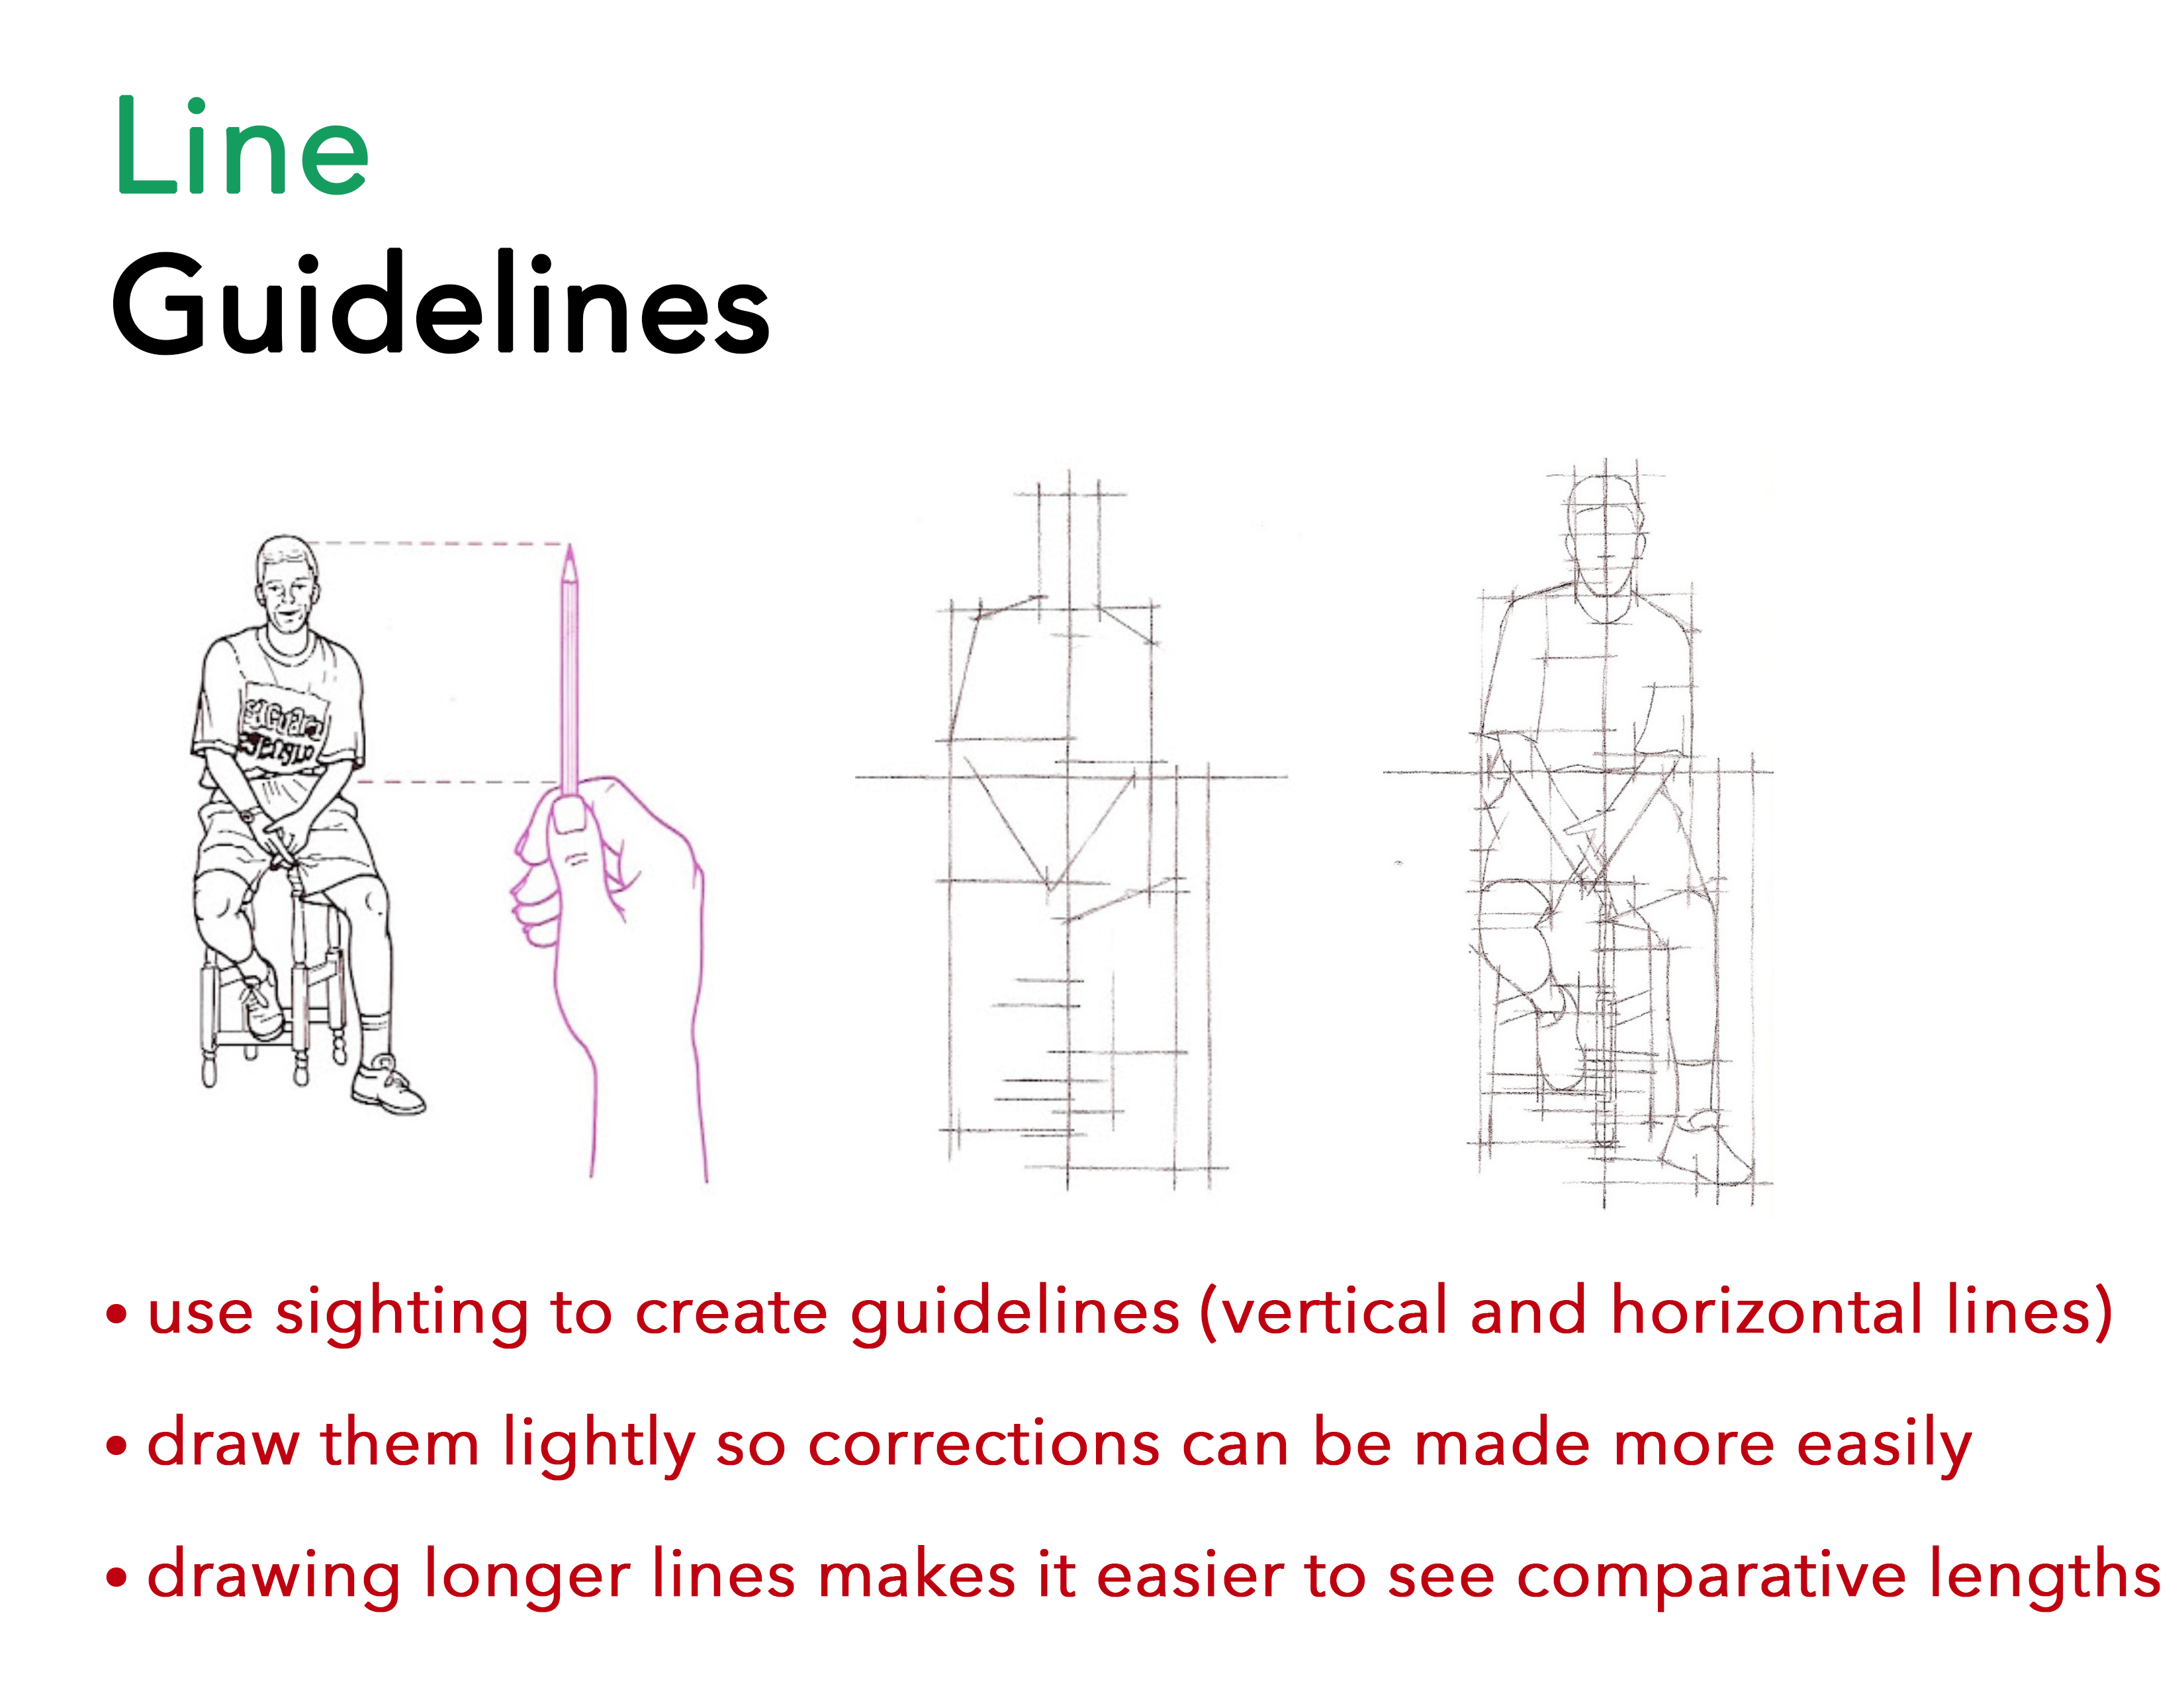 Line
Guidelines
• use sighting to create guidelines (vertical and horizontal lines)
• draw them lightly so corrections can be made more easily
• drawing longer lines makes it easier to see comparative lengths